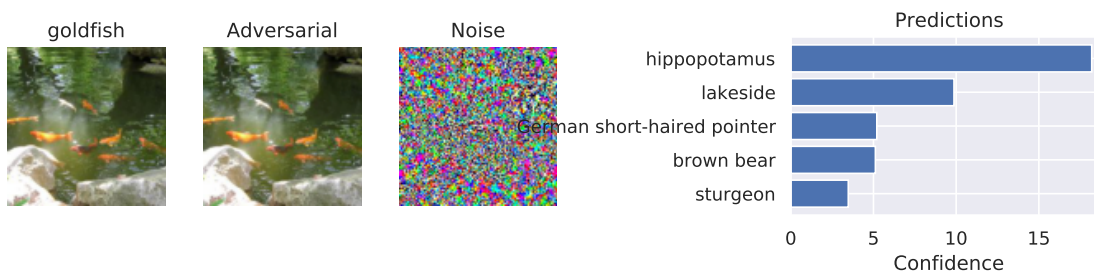 goldfish
Adversarial
Noise
Predictions
hippopotamus
lakeside
German short-haired pointer
brown bear
sturgeon
0 5 10 15
Confidence